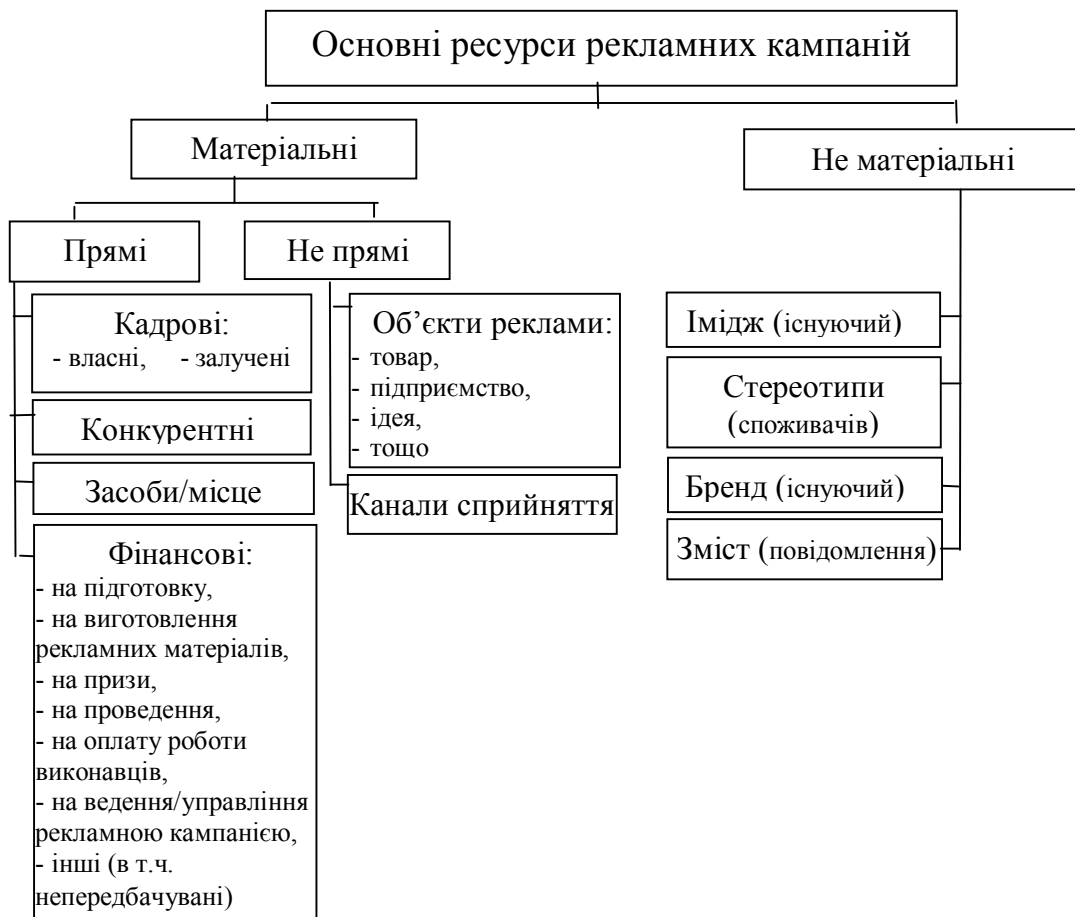 Основні ресурси рекламних кампаній
Матеріальні
Не матеріальні
Прямі
Не прямі
Кадрові:
- власні, - залучені
Конкурентні
Засоби/місце
Фінансові:
- на підготовку,
- на виготовлення
рекламних матеріалів,
- на призи,
- на проведення,
- на оплату роботи
виконавців,
- на ведення/управління
рекламною кампанією,
- інші (в т.ч.
непередбачувані)
Об’єкти реклами:
- товар,
- підприємство,
- ідея,
- тощо
Канали сприйняття
Імідж (існуючий)
Стереотипи
(споживачів)
Бренд (існуючий)
Зміст (повідомлення)